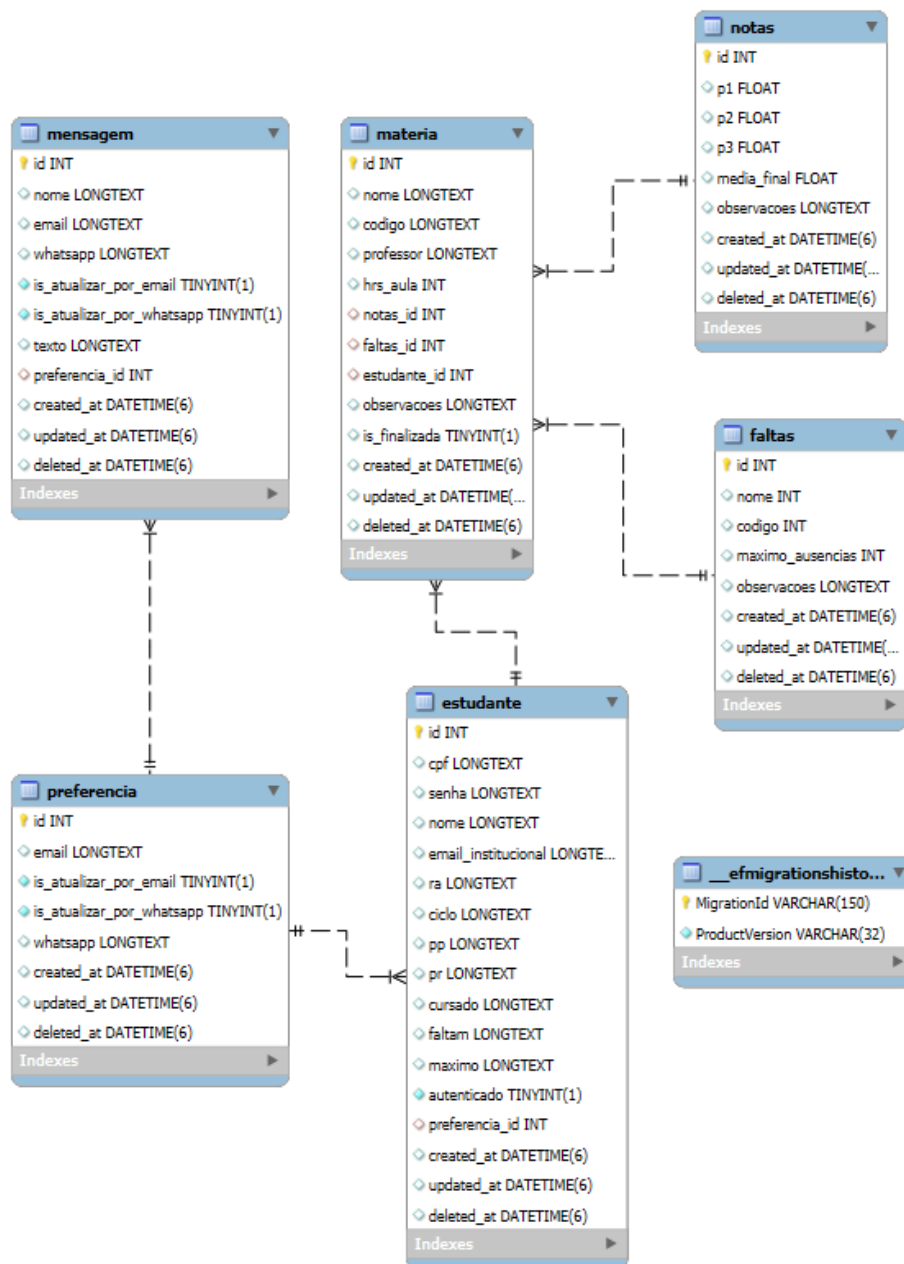 notas
id INT
p1 FLOAT
p2 FLOAT
p3 FLOAT
media_final FLOAT
observacoes LONGTEXT
created_at DATETIME(6)
updated_at DATETIME(...
deleted_at DATETIME(6)
Indexes
mensagem
id INT
nome LONGTEXT
email LONGTEXT
whatsapp LONGTEXT
is_atualizar_por_email TINYINT(1)
is_atualizar_por_whatsapp TINYINT(1)
texto LONGTEXT
preferencia_id INT
created_at DATETIME(6)
updated_at DATETIME(6)
deleted_at DATETIME(6)
Indexes
materia
id INT
nome LONGTEXT
codigo LONGTEXT
professor LONGTEXT
hrs_aula INT
notas_id INT
faltas_id INT
estudante_id INT
observacoes LONGTEXT
is_finalizada TINYINT(1)
created_at DATETIME(6)
updated_at DATETIME(...
deleted_at DATETIME(6)
Indexes
faltas
id INT
nome INT
codigo INT
maximo_ausencias INT
observacoes LONGTEXT
created_at DATETIME(6)
updated_at DATETIME(...
deleted_at DATETIME(6)
Indexes
estudante
id INT
cpf LONGTEXT
senha LONGTEXT
nome LONGTEXT
email_institucional LONGTE...
ra LONGTEXT
ciclo LONGTEXT
pp LONGTEXT
pr LONGTEXT
cursado LONGTEXT
faltam LONGTEXT
maximo LONGTEXT
autenticado TINYINT(1)
preferencia_id INT
created_at DATETIME(6)
updated_at DATETIME(6)
deleted_at DATETIME(6)
Indexes
preferencia
id INT
email LONGTEXT
is_atualizar_por_email TINYINT(1)
is_atualizar_por_whatsapp TINYINT(1)
whatsapp LONGTEXT
created_at DATETIME(6)
updated_at DATETIME(6)
deleted_at DATETIME(6)
Indexes
__efmigrationshisto...
MigrationId VARCHAR(150)
ProductVersion VARCHAR(32)
Indexes